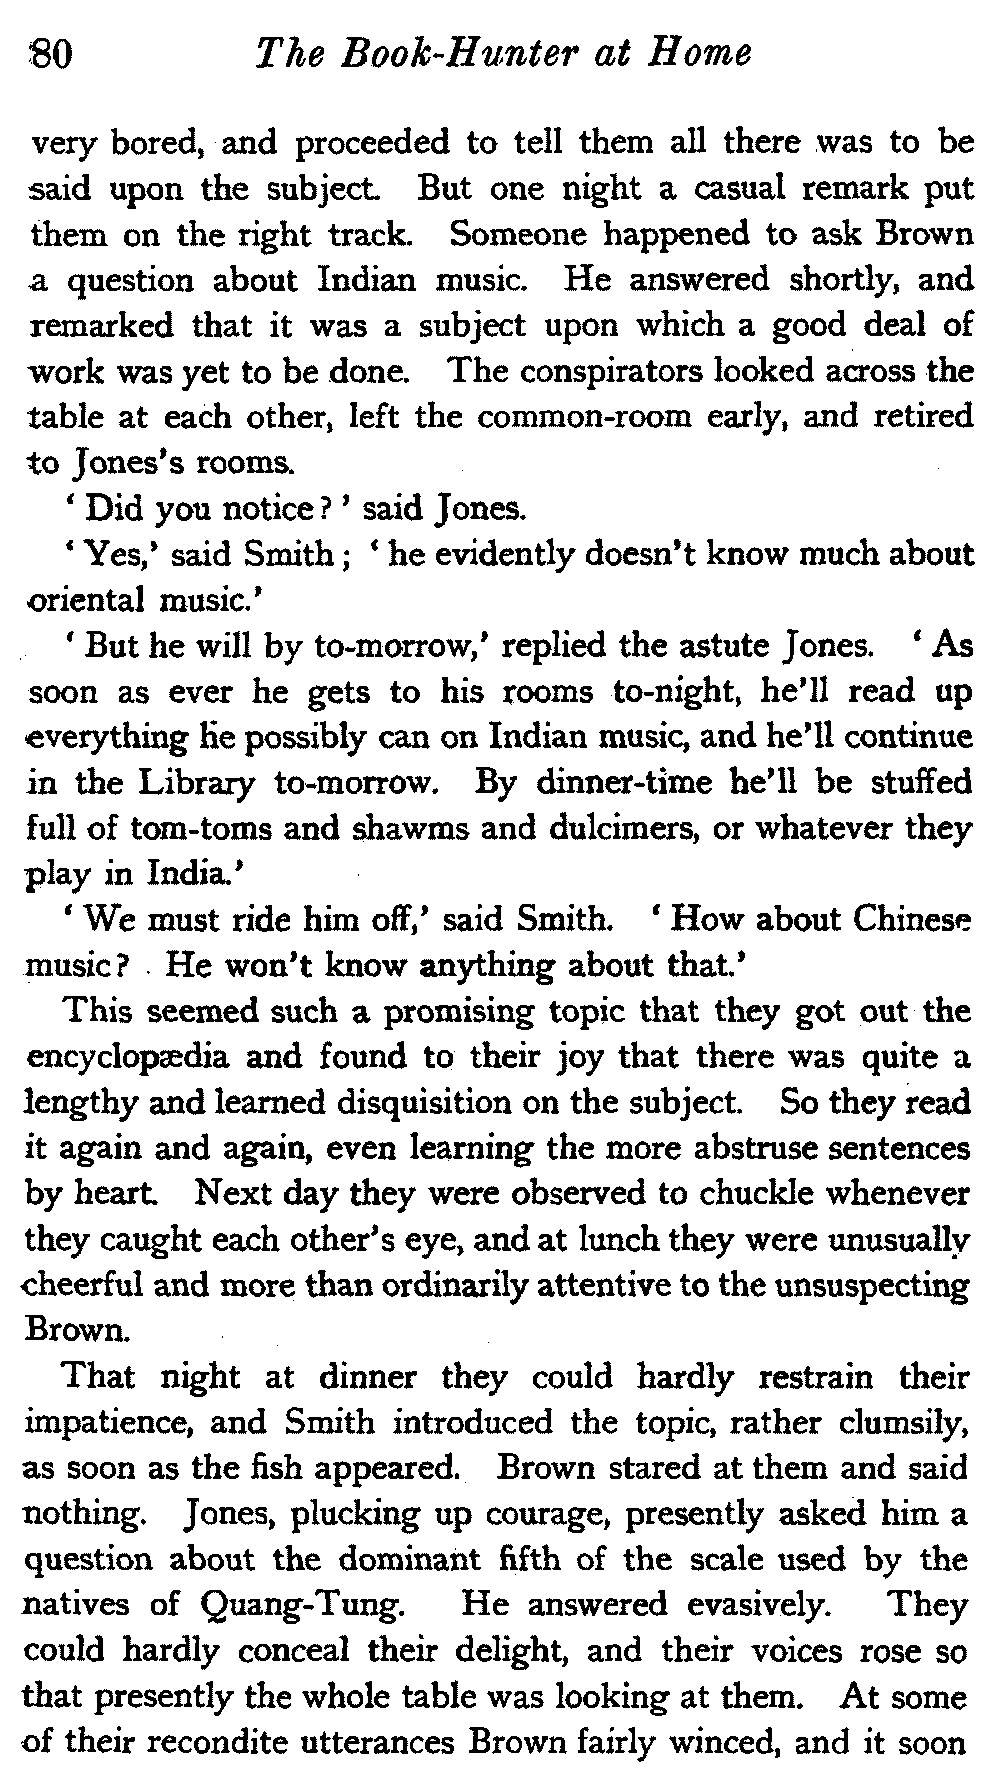 80 The Book-Hunter at Home
very bored, and proceeded to tell them all there was to be
said upon the subject. But one night a casual remark put
them on the right track. Someone happened to ask Brown
a question about Indian music. He answered shortly, and
remarked that it was a subject upon which a good deal of
work was yet to be done. The conspirators looked across the
table at each other, left the common-room early, and retired
to Jones's rooms.
‘ Did you notice ? ’ said Jones.
‘ Yes,’ said Smith ; ‘ he evidently doesn't know much about
oriental music.’
‘ But he will by to-morrow,’ replied the astute Jones. ‘ As
soon as ever he gets to his rooms to-night, he'll read up
everything he possibly can on Indian music, and he'll continue
in the Library to-morrow. By dinner-time he'll be stuffed
full of tom-toms and shawms and dulcimers, or whatever they
play in India.’
‘ We must ride him off,’ said Smith. ‘ How about Chinese
music ? He won't know anything about that.’
This seemed such a promising topic that they got out the
encyclopædia and found to their joy that there was quite a
lengthy and learned disquisition on the subject. So they read
it again and again, even learning the more abstruse sentences
by heart. Next day they were observed to chuckle whenever
they caught each other's eye, and at lunch they were unusually
cheerful and more than ordinarily attentive to the unsuspecting
Brown.
That night at dinner they could hardly restrain their
impatience, and Smith introduced the topic, rather clumsily,
as soon as the fish appeared. Brown stared at them and said
nothing. Jones, plucking up courage, presently asked him a
question about the dominant fifth of the scale used by the
natives of Quang-Tung. He answered evasively. They
could hardly conceal their delight, and their voices rose so
that presently the whole table was looking at them. At some
of their recondite utterances Brown fairly winced, and it soon